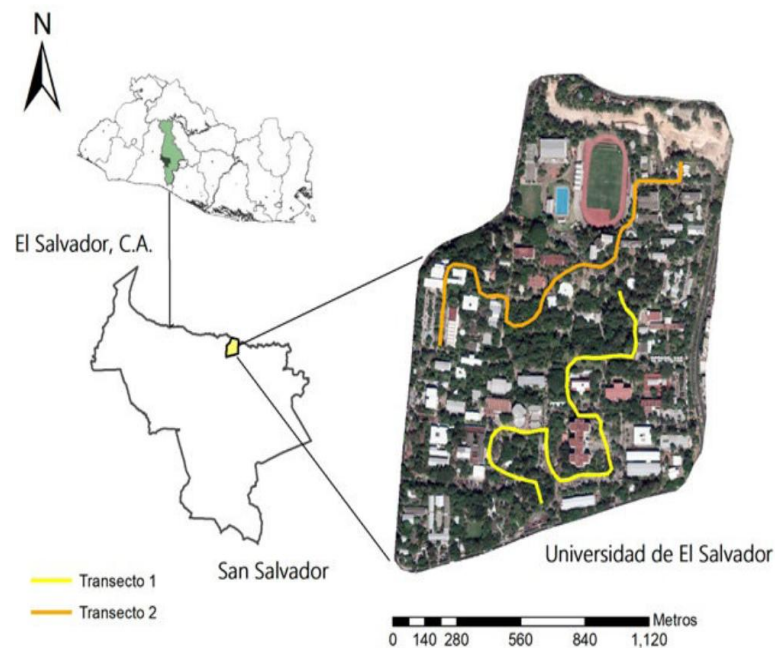 N
El Salvador, C.A.
San Salvador
Universidad de El Salvador
Transecto 1
Transecto 2
Metros
0 140 280 560 840 1,120